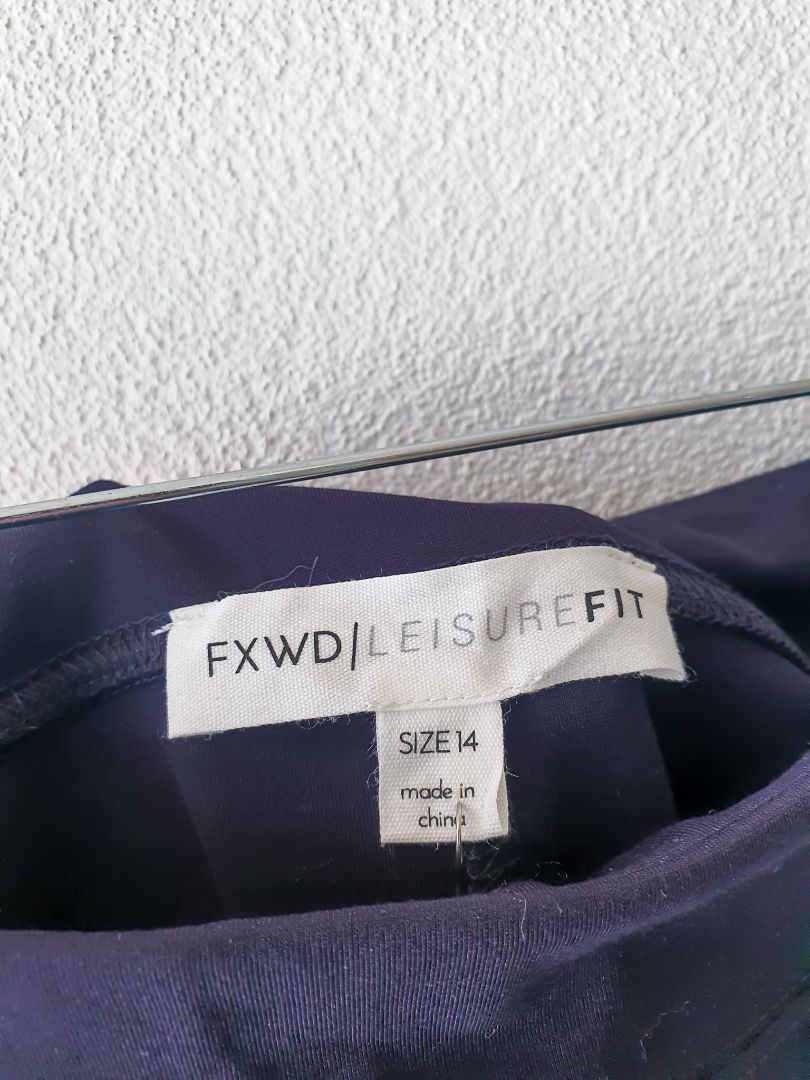 FXWD|LEISUREFIT
SIZE 14
made in
china